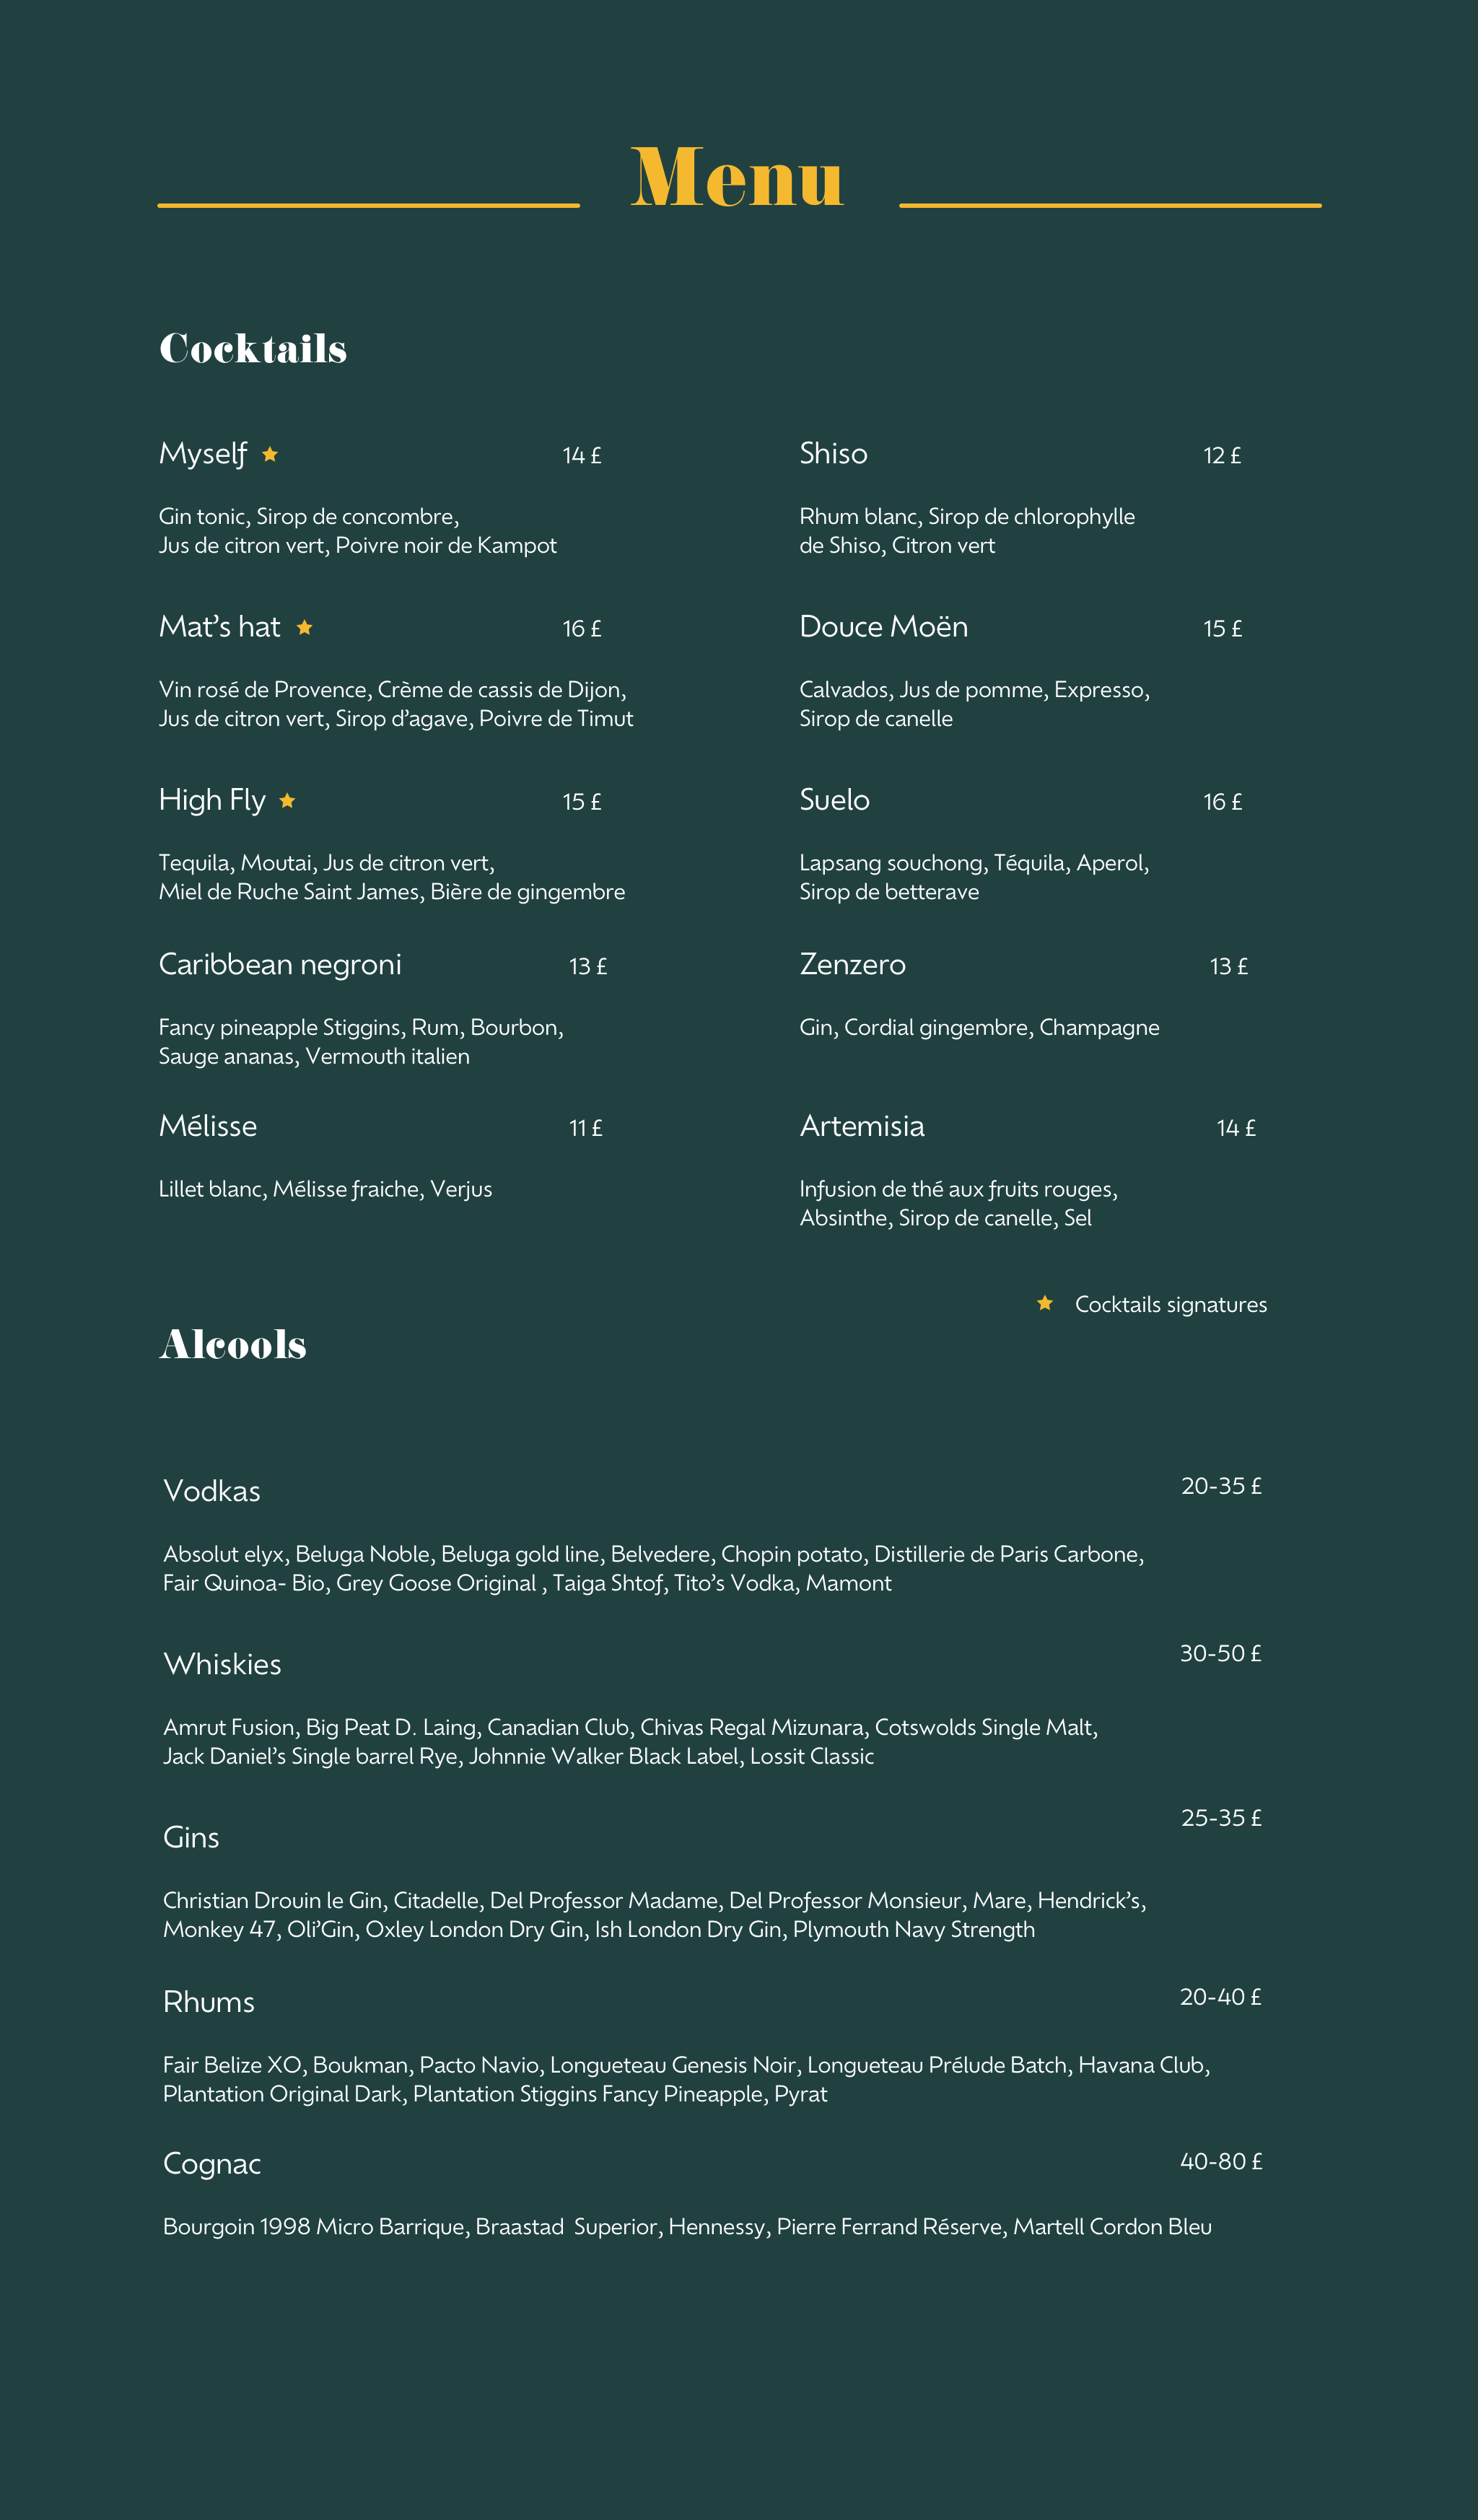 Menu
Cocktails
Myself ★ 14 £
Gin tonic, Sirop de concombre,
Jus de citron vert, Poivre noir de Kampot
Mat’s hat ★ 16 £
Vin rosé de Provence, Crème de cassis de Dijon,
Jus de citron vert, Sirop d’agave, Poivre de Timut
High Fly ★ 15 £
Tequila, Moutai, Jus de citron vert,
Miel de Ruche Saint James, Bière de gingembre
Caribbean negroni 13 £
Fancy pineapple Stiggins, Rum, Bourbon,
Sauge ananas, Vermouth italien
Mélisse 11 £
Lillet blanc, Mélisse fraiche, Verjus
Shiso 12 £
Rhum blanc, Sirop de chlorophylle
de Shiso, Citron vert
Douce Moën 15 £
Calvados, Jus de pomme, Expresso,
Sirop de canelle
Suelo 16 £
Lapsang souchong, Téquila, Aperol,
Sirop de betterave
Zenzero 13 £
Gin, Cordial gingembre, Champagne
Artemisia 14 £
Infusion de thé aux fruits rouges,
Absinthe, Sirop de canelle, Sel
★ Cocktails signatures
Alcools
Vodkas 20-35 £
Absolut elyx, Beluga Noble, Beluga gold line, Belvedere, Chopin potato, Distillerie de Paris Carbone,
Fair Quinoa- Bio, Grey Goose Original , Taiga Shtof, Tito’s Vodka, Mamont
Whiskies 30-50 £
Amrut Fusion, Big Peat D. Laing, Canadian Club, Chivas Regal Mizunara, Cotswolds Single Malt,
Jack Daniel’s Single barrel Rye, Johnnie Walker Black Label, Lossit Classic
Gins 25-35 £
Christian Drouin le Gin, Citadelle, Del Professor Madame, Del Professor Monsieur, Mare, Hendrick’s,
Monkey 47, Oli’Gin, Oxley London Dry Gin, Ish London Dry Gin, Plymouth Navy Strength
Rhums 20-40 £
Fair Belize XO, Boukman, Pacto Navio, Longueteau Genesis Noir, Longueteau Prélude Batch, Havana Club,
Plantation Original Dark, Plantation Stiggins Fancy Pineapple, Pyrat
Cognac 40-80 £
Bourgoin 1998 Micro Barrique, Braastad  Superior, Hennessy, Pierre Ferrand Réserve, Martell Cordon Bleu